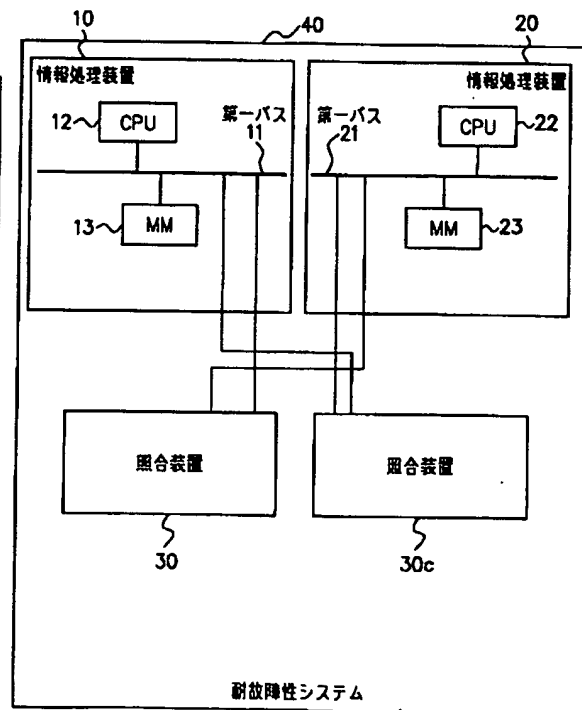 10
40
20
情報処理装置
情報処理装置
12
CPU
第一バス
11
第一バス
21
CPU
22
13
MM
MM
23
照合装置
照合装置
30
30c
耐故障性システム